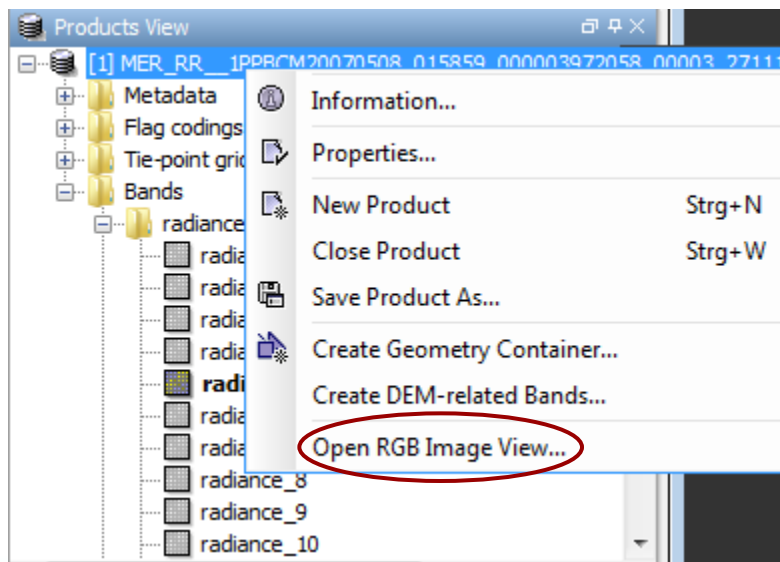 Products View
[1] MER_RR__1PPBCM20070508_015859_000003972058_00003_27111
Metadata
Information...
Flag codings
Tie-point grid
Properties...
Bands
New Product Strg+N
radiance
Close Product Strg+W
radia
radia
Save Product As...
radia
radia
Create Geometry Container...
radi
Create DEM-related Bands...
radia
radia
Open RGB Image View...
radiance_8
radiance_9
radiance_10